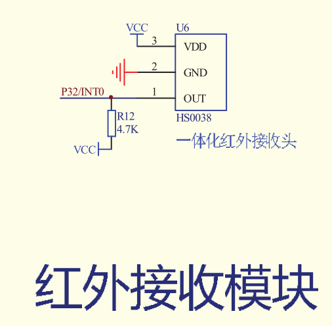 VCC
U6
3
VDD
2
GND
P32/INT0
1
OUT
R12
4.7K
HS0038
VCC
一体化红外接收头
红外接收模块